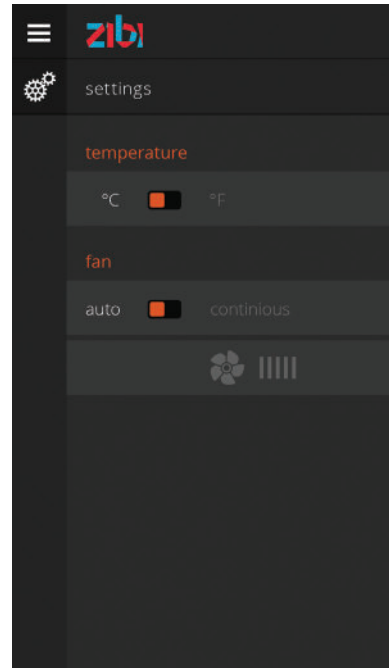 zibi
settings
temperature
°C °F
fan
auto continious